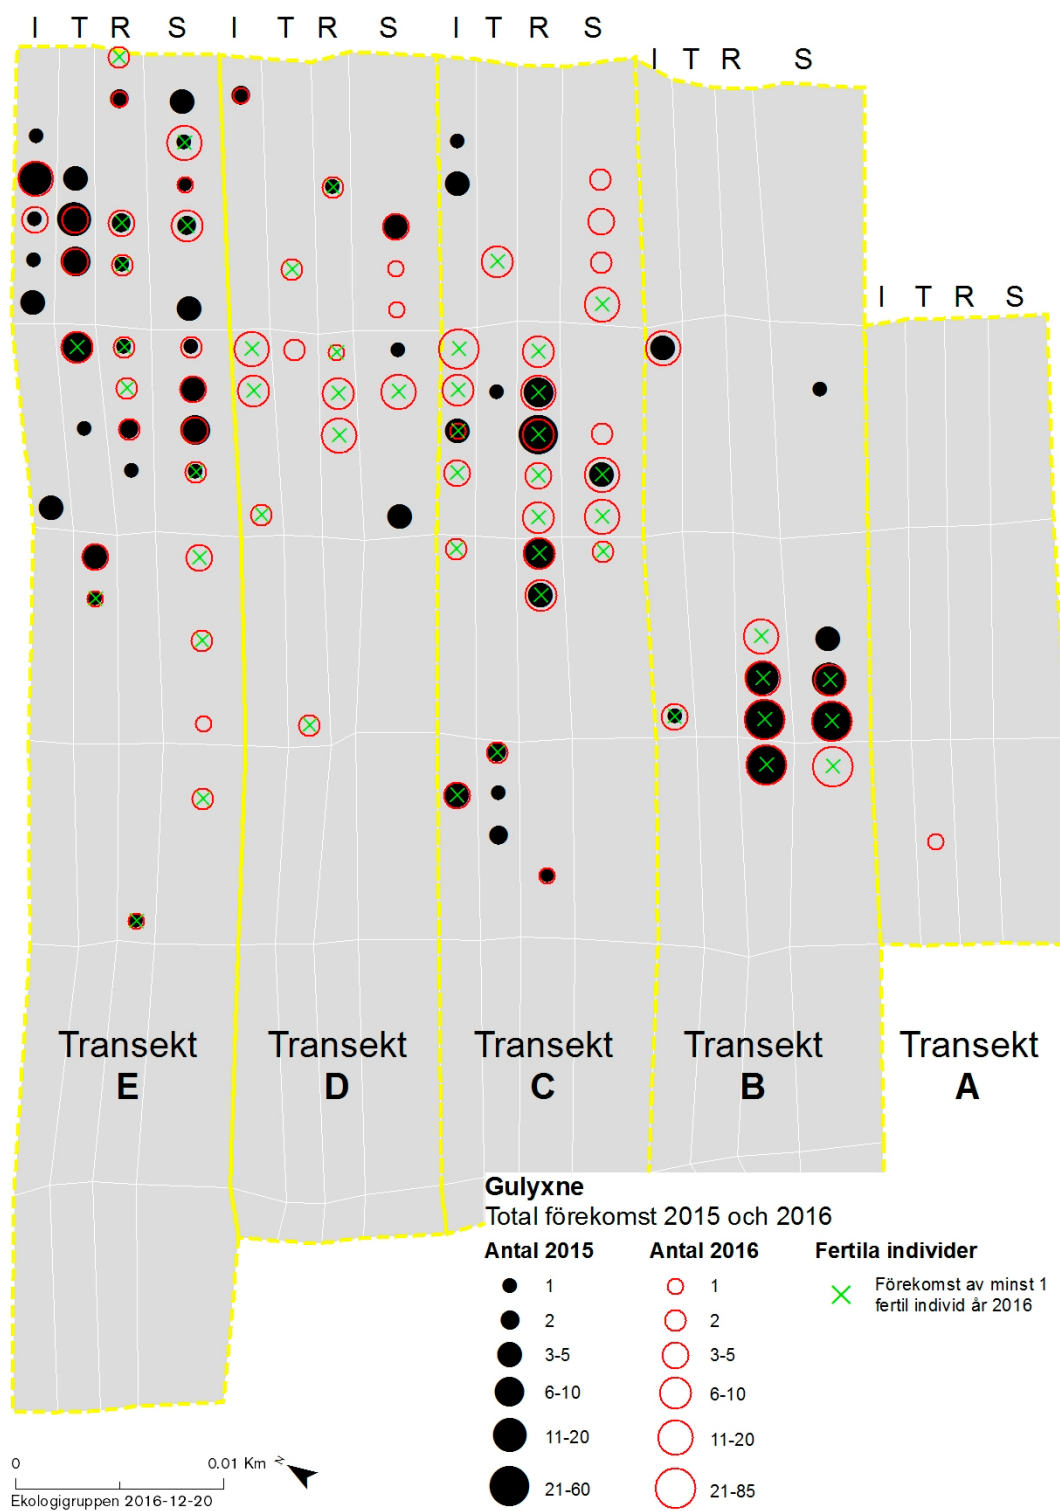 I T R S I T R S I T R S
I T R S
I T R S
Transekt Transekt Transekt Transekt Transekt
E D C B A
Gulyxne
Total förekomst 2015 och 2016
Antal 2015 Antal 2016 Fertila individer
1 1 Förekomst av minst 1
2 2 fertil individ år 2016
3-5 3-5
6-10 6-10
11-20 11-20
21-60 21-85
0 0.01 Km N
Ekologigruppen 2016-12-20